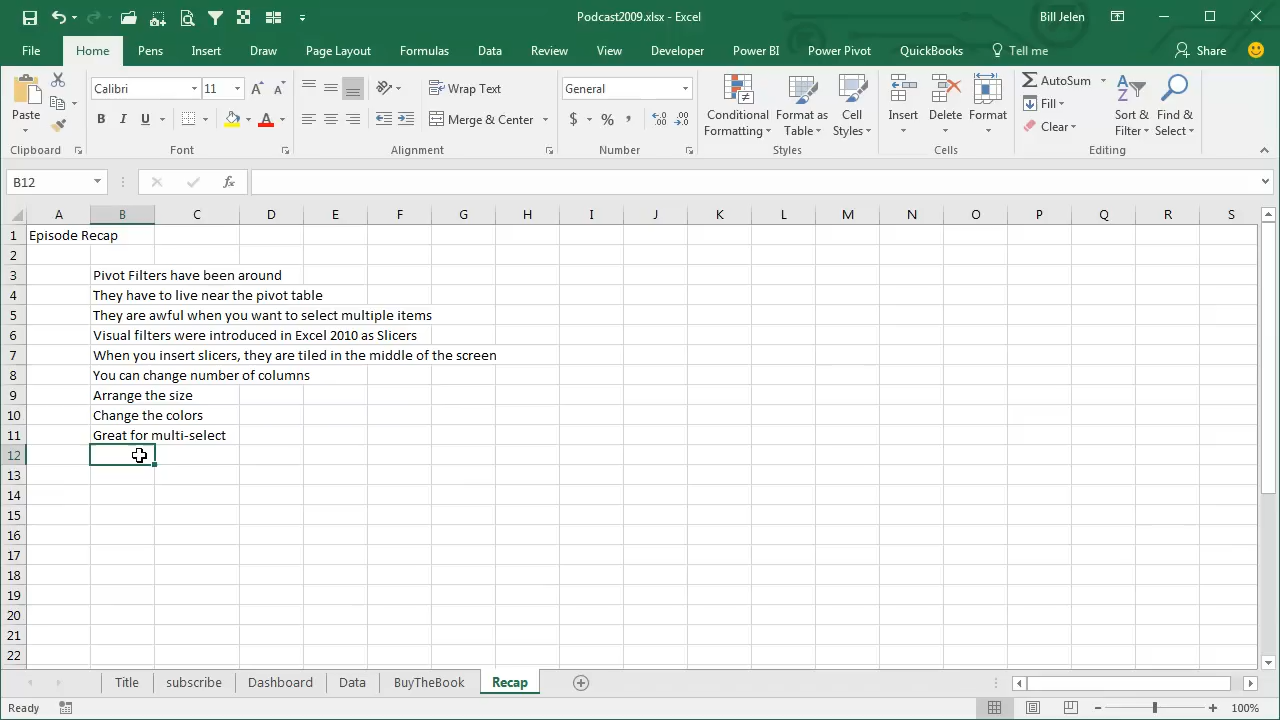 Podcast2009.xlsx - Excel
Bill Jelen
File Home Pens Insert Draw Page Layout Formulas Data Review View Developer Power BI Power Pivot QuickBooks Tell me Share
Paste
Clipboard
Calibri 11
B I U
Font
Wrap Text
Merge & Center
Alignment
General
$ % ,
Number
Conditional Formatting
Format as Table
Cell Styles
Styles
Insert Delete Format
Cells
AutoSum
Fill
Clear
Sort & Filter
Find & Select
Editing
B12 fx
A B C D E F G H I J K L M N O P Q R S
1 Episode Recap
2
3 Pivot Filters have been around
4 They have to live near the pivot table
5 They are awful when you want to select multiple items
6 Visual filters were introduced in Excel 2010 as Slicers
7 When you insert slicers, they are tiled in the middle of the screen
8 You can change number of columns
9 Arrange the size
10 Change the colors
11 Great for multi-select
12
13
14
15
16
17
18
19
20
21
22
Title subscribe Dashboard Data BuyTheBook Recap
Ready 100%